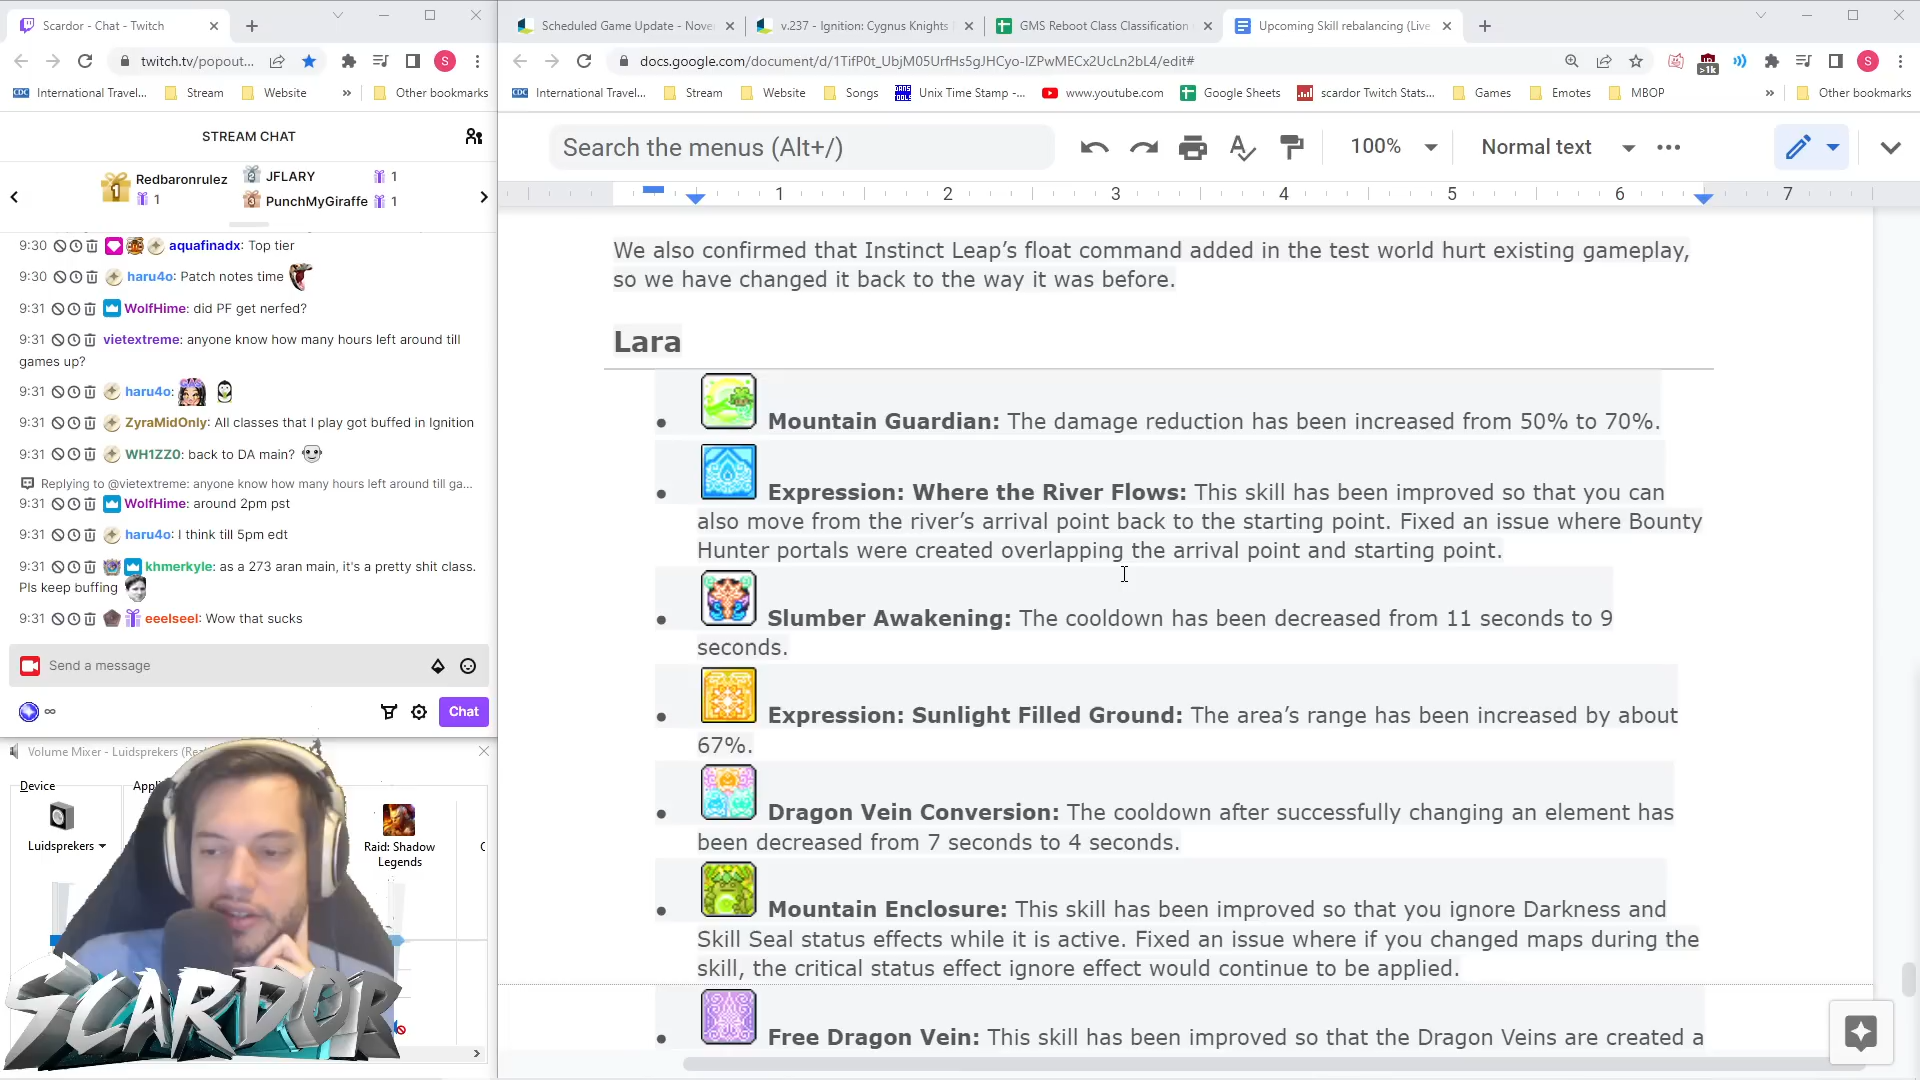 Scardor - Chat - Twitch
twitch.tv/popout...
International Travel...
Stream
Website
Other bookmarks
STREAM CHAT
1
Redbaronrulez
1
2
JFLARY
1
3
PunchMyGiraffe
1
9:30 aquafinadx: Top tier
9:30 haru4o: Patch notes time
9:31 WolfHime: did PF get nerfed?
9:31 vietextreme: anyone know how many hours left around till
games up?
9:31 haru4o:
9:31 ZyraMidOnly: All classes that I play got buffed in Ignition
9:31 WH1ZZ0: back to DA main?
Replying to @vietextreme: anyone know how many hours left around till ga...
9:31 WolfHime: around 2pm pst
9:31 haru4o: I think till 5pm edt
9:31 khmerkyle: as a 273 aran main, it's a pretty shit class.
Pls keep buffing
9:31 eeelseel: Wow that sucks
Send a message
∞
Chat
Volume Mixer - Luidsprekers (Rea
Device
Appl
Luidsprekers
Raid: Shadow
Legends
SCARDOR
Scheduled Game Update - Nove
v.237 - Ignition: Cygnus Knights
GMS Reboot Class Classification
Upcoming Skill rebalancing (Live
docs.google.com/document/d/1TifP0t_UbjM05UrfHs5gJHCyo-IZPwMECx2UcLn2bL4/edit#
S
>1k
S
International Travel...
Stream
Website
Songs
Unix Time Stamp -...
www.youtube.com
Google Sheets
scardor Twitch Stats...
Games
Emotes
MBOP
Other bookmarks
Search the menus (Alt+/)
100%
Normal text
1 2 3 4 5 6 7
We also confirmed that Instinct Leap’s float command added in the test world hurt existing gameplay,
so we have changed it back to the way it was before.
Lara
Mountain Guardian: The damage reduction has been increased from 50% to 70%.
Expression: Where the River Flows: This skill has been improved so that you can
also move from the river’s arrival point back to the starting point. Fixed an issue where Bounty
Hunter portals were created overlapping the arrival point and starting point.
Slumber Awakening: The cooldown has been decreased from 11 seconds to 9
seconds.
Expression: Sunlight Filled Ground: The area’s range has been increased by about
67%.
Dragon Vein Conversion: The cooldown after successfully changing an element has
been decreased from 7 seconds to 4 seconds.
Mountain Enclosure: This skill has been improved so that you ignore Darkness and
Skill Seal status effects while it is active. Fixed an issue where if you changed maps during the
skill, the critical status effect ignore effect would continue to be applied.
Free Dragon Vein: This skill has been improved so that the Dragon Veins are created a